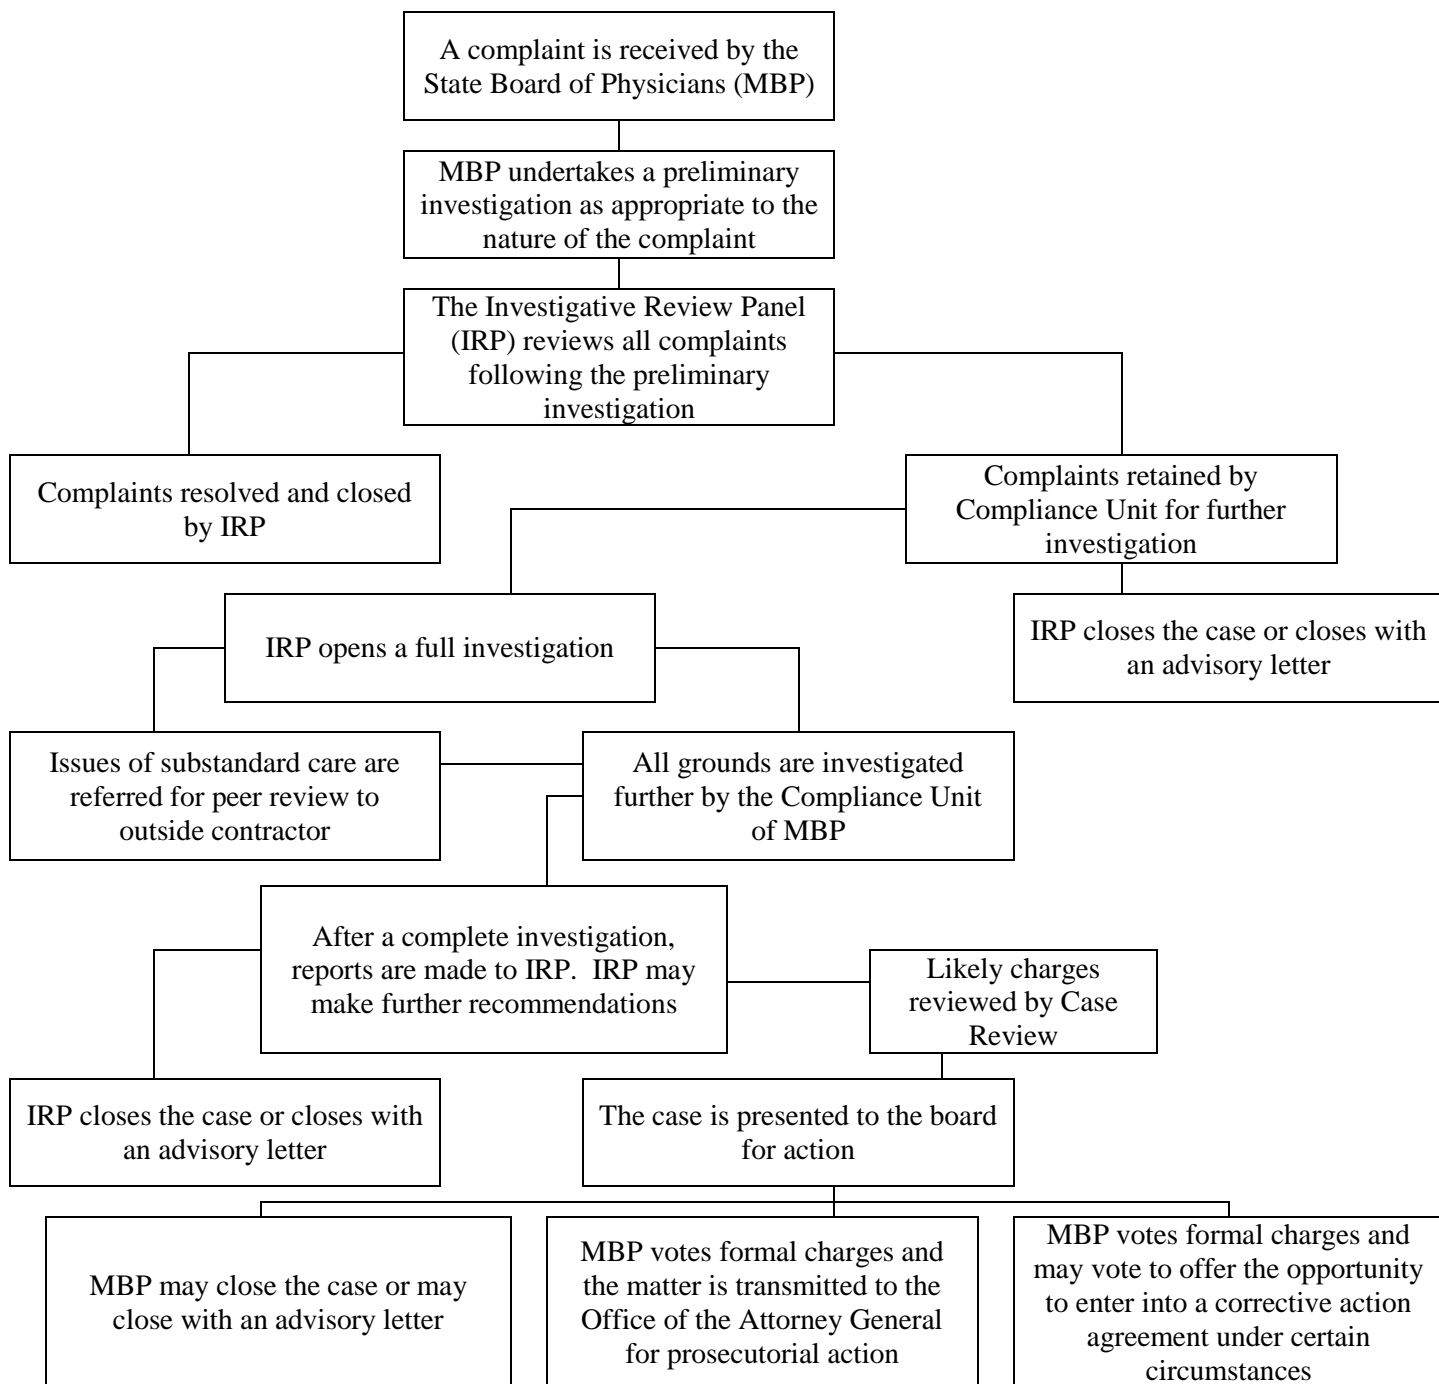 A complaint is received by the
State Board of Physicians (MBP)
MBP undertakes a preliminary
investigation as appropriate to the
nature of the complaint
The Investigative Review Panel
(IRP) reviews all complaints
following the preliminary
investigation
Complaints resolved and closed
by IRP
Complaints retained by
Compliance Unit for further
investigation
IRP opens a full investigation
IRP closes the case or closes with
an advisory letter
Issues of substandard care are
referred for peer review to
outside contractor
All grounds are investigated
further by the Compliance Unit
of MBP
After a complete investigation,
reports are made to IRP.  IRP may
make further recommendations
Likely charges
reviewed by Case
Review
IRP closes the case or closes with
an advisory letter
The case is presented to the board
for action
MBP may close the case or may
close with an advisory letter
MBP votes formal charges and
the matter is transmitted to the
Office of the Attorney General
for prosecutorial action
MBP votes formal charges and
may vote to offer the opportunity
to enter into a corrective action
agreement under certain
circumstances